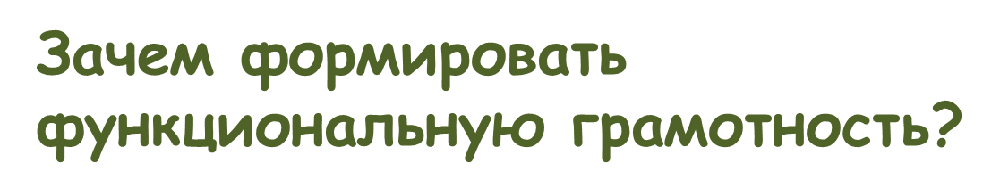 Зачем формировать
функциональную грамотность?